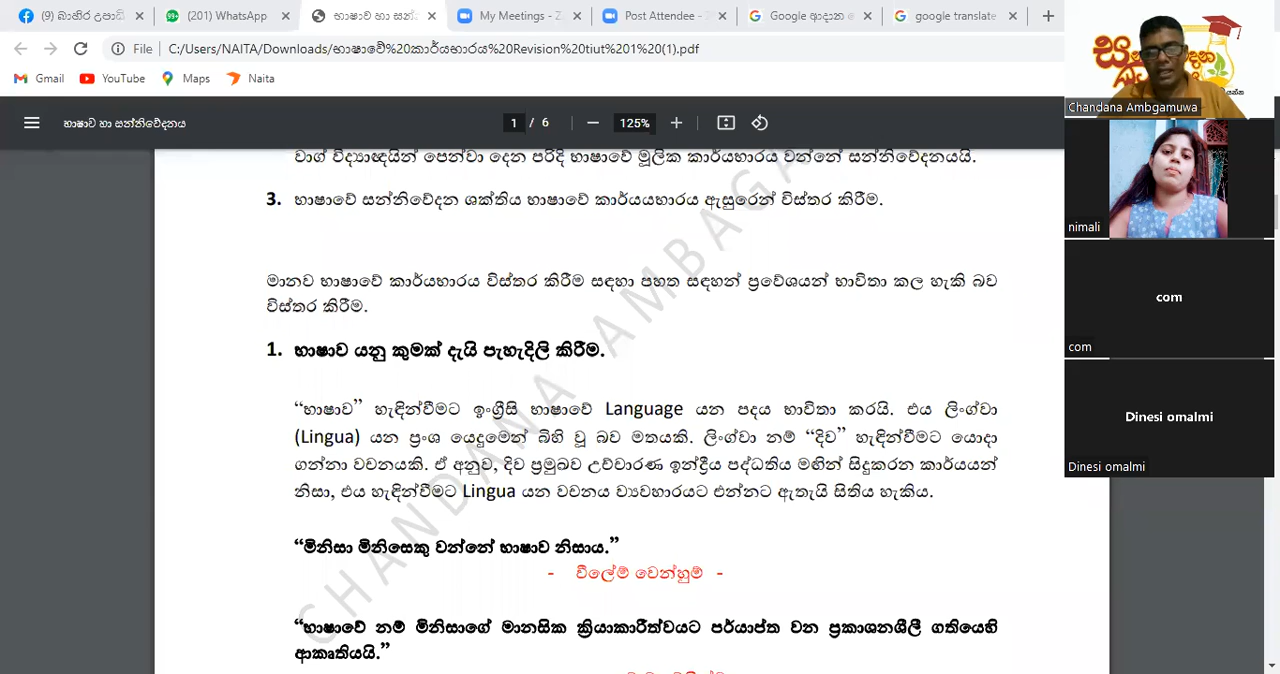 (9) බාහිර උපාධි
(201) WhatsApp
භාෂාව හා සන්
My Meetings - Z
Post Attendee - Z
Google ආදාන
google translate
File
C:/Users/NAITA/Downloads/භාෂාවේ%20කාර්යභාරය%20Revision%20tiut%201%20(1).pdf
Gmail YouTube Maps Naita
භාෂාව හා සන්නිවේදනය
1 / 6 125%
වාග් විද්‍යාඥයින් පෙන්වා දෙන පරිදි භාෂාවේ මූලික කාර්යභාරය වන්නේ සන්නිවේදනයයි.
3. භාෂාවේ සන්නිවේදන ශක්තිය භාෂාවේ කාර්යයභාරය ඇසුරෙන් විස්තර කිරීම.
මානව භාෂාවේ කාර්යභාරය විස්තර කිරීම සඳහා පහත සඳහන් ප්‍රවේශයන් භාවිතා කල හැකි බව
විස්තර කිරීම.
1. භාෂාව යනු කුමක් දැයි පැහැදිලි කිරීම.
“භාෂාව” හැඳින්වීමට ඉංග්‍රීසි භාෂාවේ Language යන පදය භාවිතා කරයි. එය ලිංග්වා
(Lingua) යන ප්‍රංශ යෙදුමෙන් බිහි වූ බව මතයකි. ලිංග්වා නම් “දිව” හැඳින්වීමට යොදා
ගන්නා වචනයකි. ඒ අනුව, දිව ප්‍රමුඛව උච්චාරණ ඉන්ද්‍රීය පද්ධතිය මඟින් සිදුකරන කාර්යයන්
නිසා, එය හැඳින්වීමට Lingua යන වචනය ව්‍යවහාරයට එන්නට ඇතැයි සිතිය හැකිය.
“මිනිසා මිනිසෙකු වන්නේ භාෂාව නිසාය.”
- වීලේම් වෙන්හුම් -
“භාෂාවේ නම් මිනිසාගේ මානසික ක්‍රියාකාරීත්වයට පර්යාප්ත වන ප්‍රකාශනශීලී ගතියෙහි
ආකෘතියයි.”
CHANDANA AMBAGA
Chandana Ambgamuwa
nimali
com
com
Dinesi omalmi
Dinesi omalmi